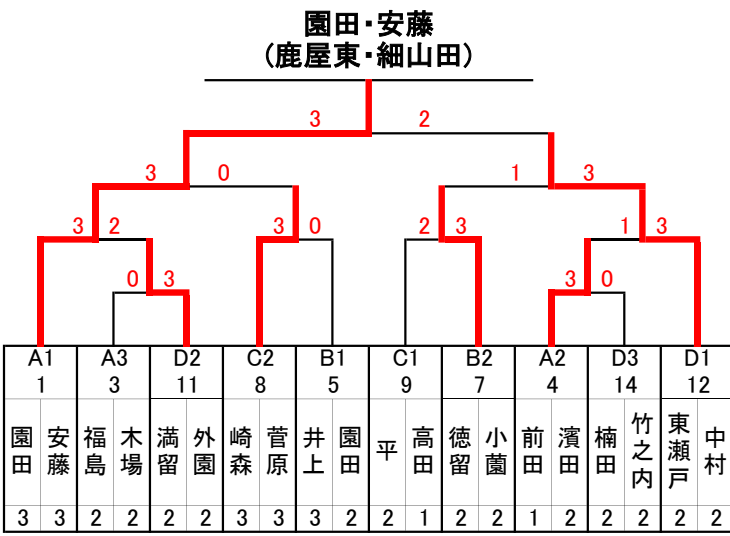 園田・安藤
(鹿屋東・細山田)
3 2
3 0 1 3
3 2 3 0 2 3 1 3
0 3 3 0
A1 A3 D2 C2 B1 C1 B2 A2 D3 D1
1 3 11 8 5 9 7 4 14 12
園田 安藤 福島 木場 満留 外園 崎森 菅原 井上 園田 平 高田 徳留 小薗 前田 濱田 楠田 竹之内 東瀬戸 中村
3 3 2 2 2 2 3 3 3 2 2 1 2 2 1 2 2 2 2 2